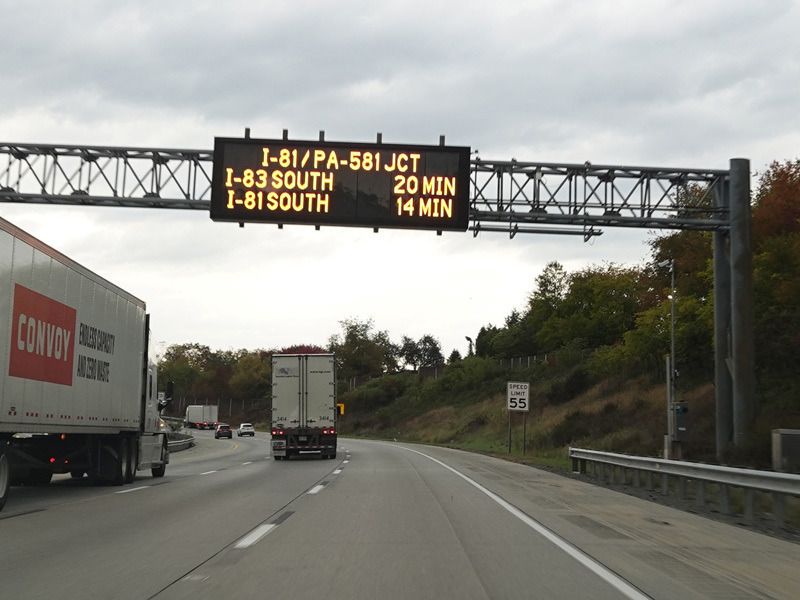 I-81/PA-581 JCT
I-83 SOUTH 20 MIN
I-81 SOUTH 14 MIN
CONVOY
ENDLESS CAPACITY
AND ZERO WASTE
SPEED
LIMIT
55